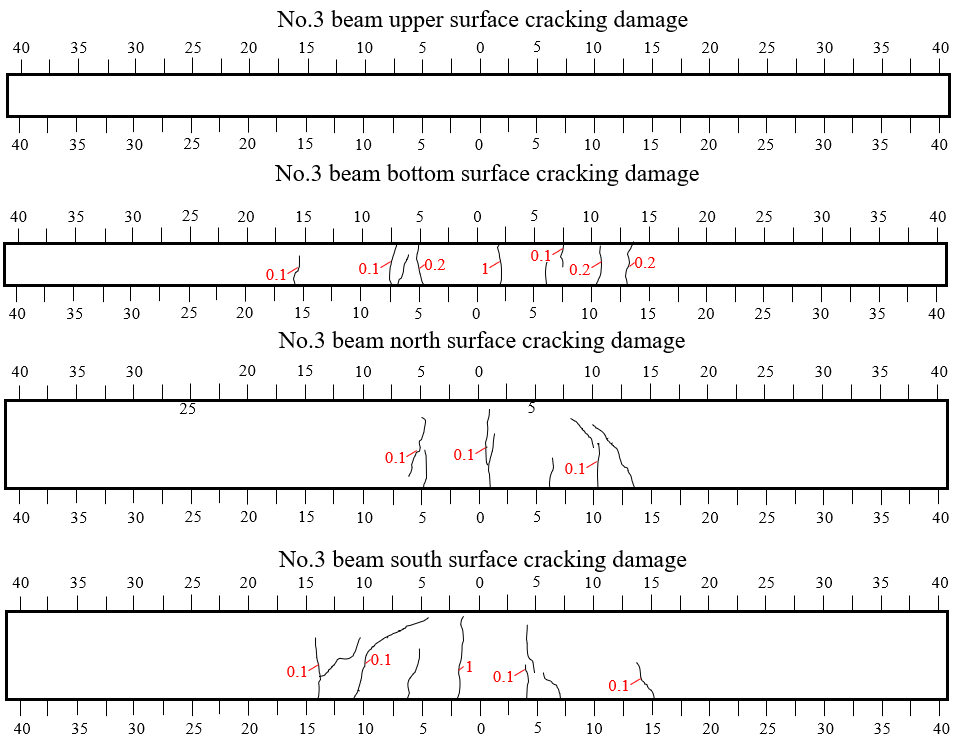 No.3 beam upper surface cracking damage
40 35 30 25 20 15 10 5 0 5 10 15 20 25 30 35 40
40 35 30 25 20 15 10 5 0 5 10 15 20 25 30 35 40
No.3 beam bottom surface cracking damage
40 35 30 25 20 15 10 5 0 5 10 15 20 25 30 35 40
0.1 0.1 0.2 1 0.1 0.2 0.2
40 35 30 25 20 15 10 5 0 5 10 15 20 25 30 35 40
No.3 beam north surface cracking damage
40 35 30 20 15 10 5 0 10 15 20 25 30 35 40
25 5
0.1 0.1 0.1
40 35 30 25 20 15 10 5 0 5 10 15 20 25 30 35 40
No.3 beam south surface cracking damage
40 35 30 25 20 15 10 5 0 5 10 15 20 25 30 35 40
0.1 0.1 1 0.1 0.1
40 35 30 25 20 15 10 5 0 5 10 15 20 25 30 35 40